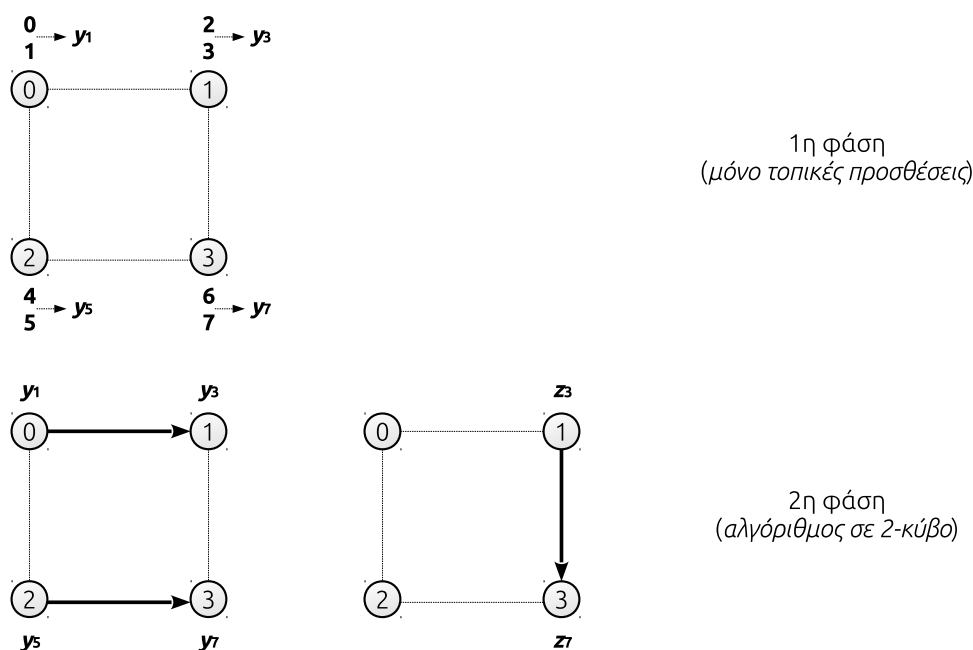 0 → y1
1
2 → y3
3
0
1
1η φάση
(μόνο τοπικές προσθέσεις)
2
3
4 → y5
5
6 → y7
7
y1
y3
z3
0
1
0
1
2η φάση
(αλγόριθμος σε 2-κύβο)
2
3
2
3
y5
y7
z7